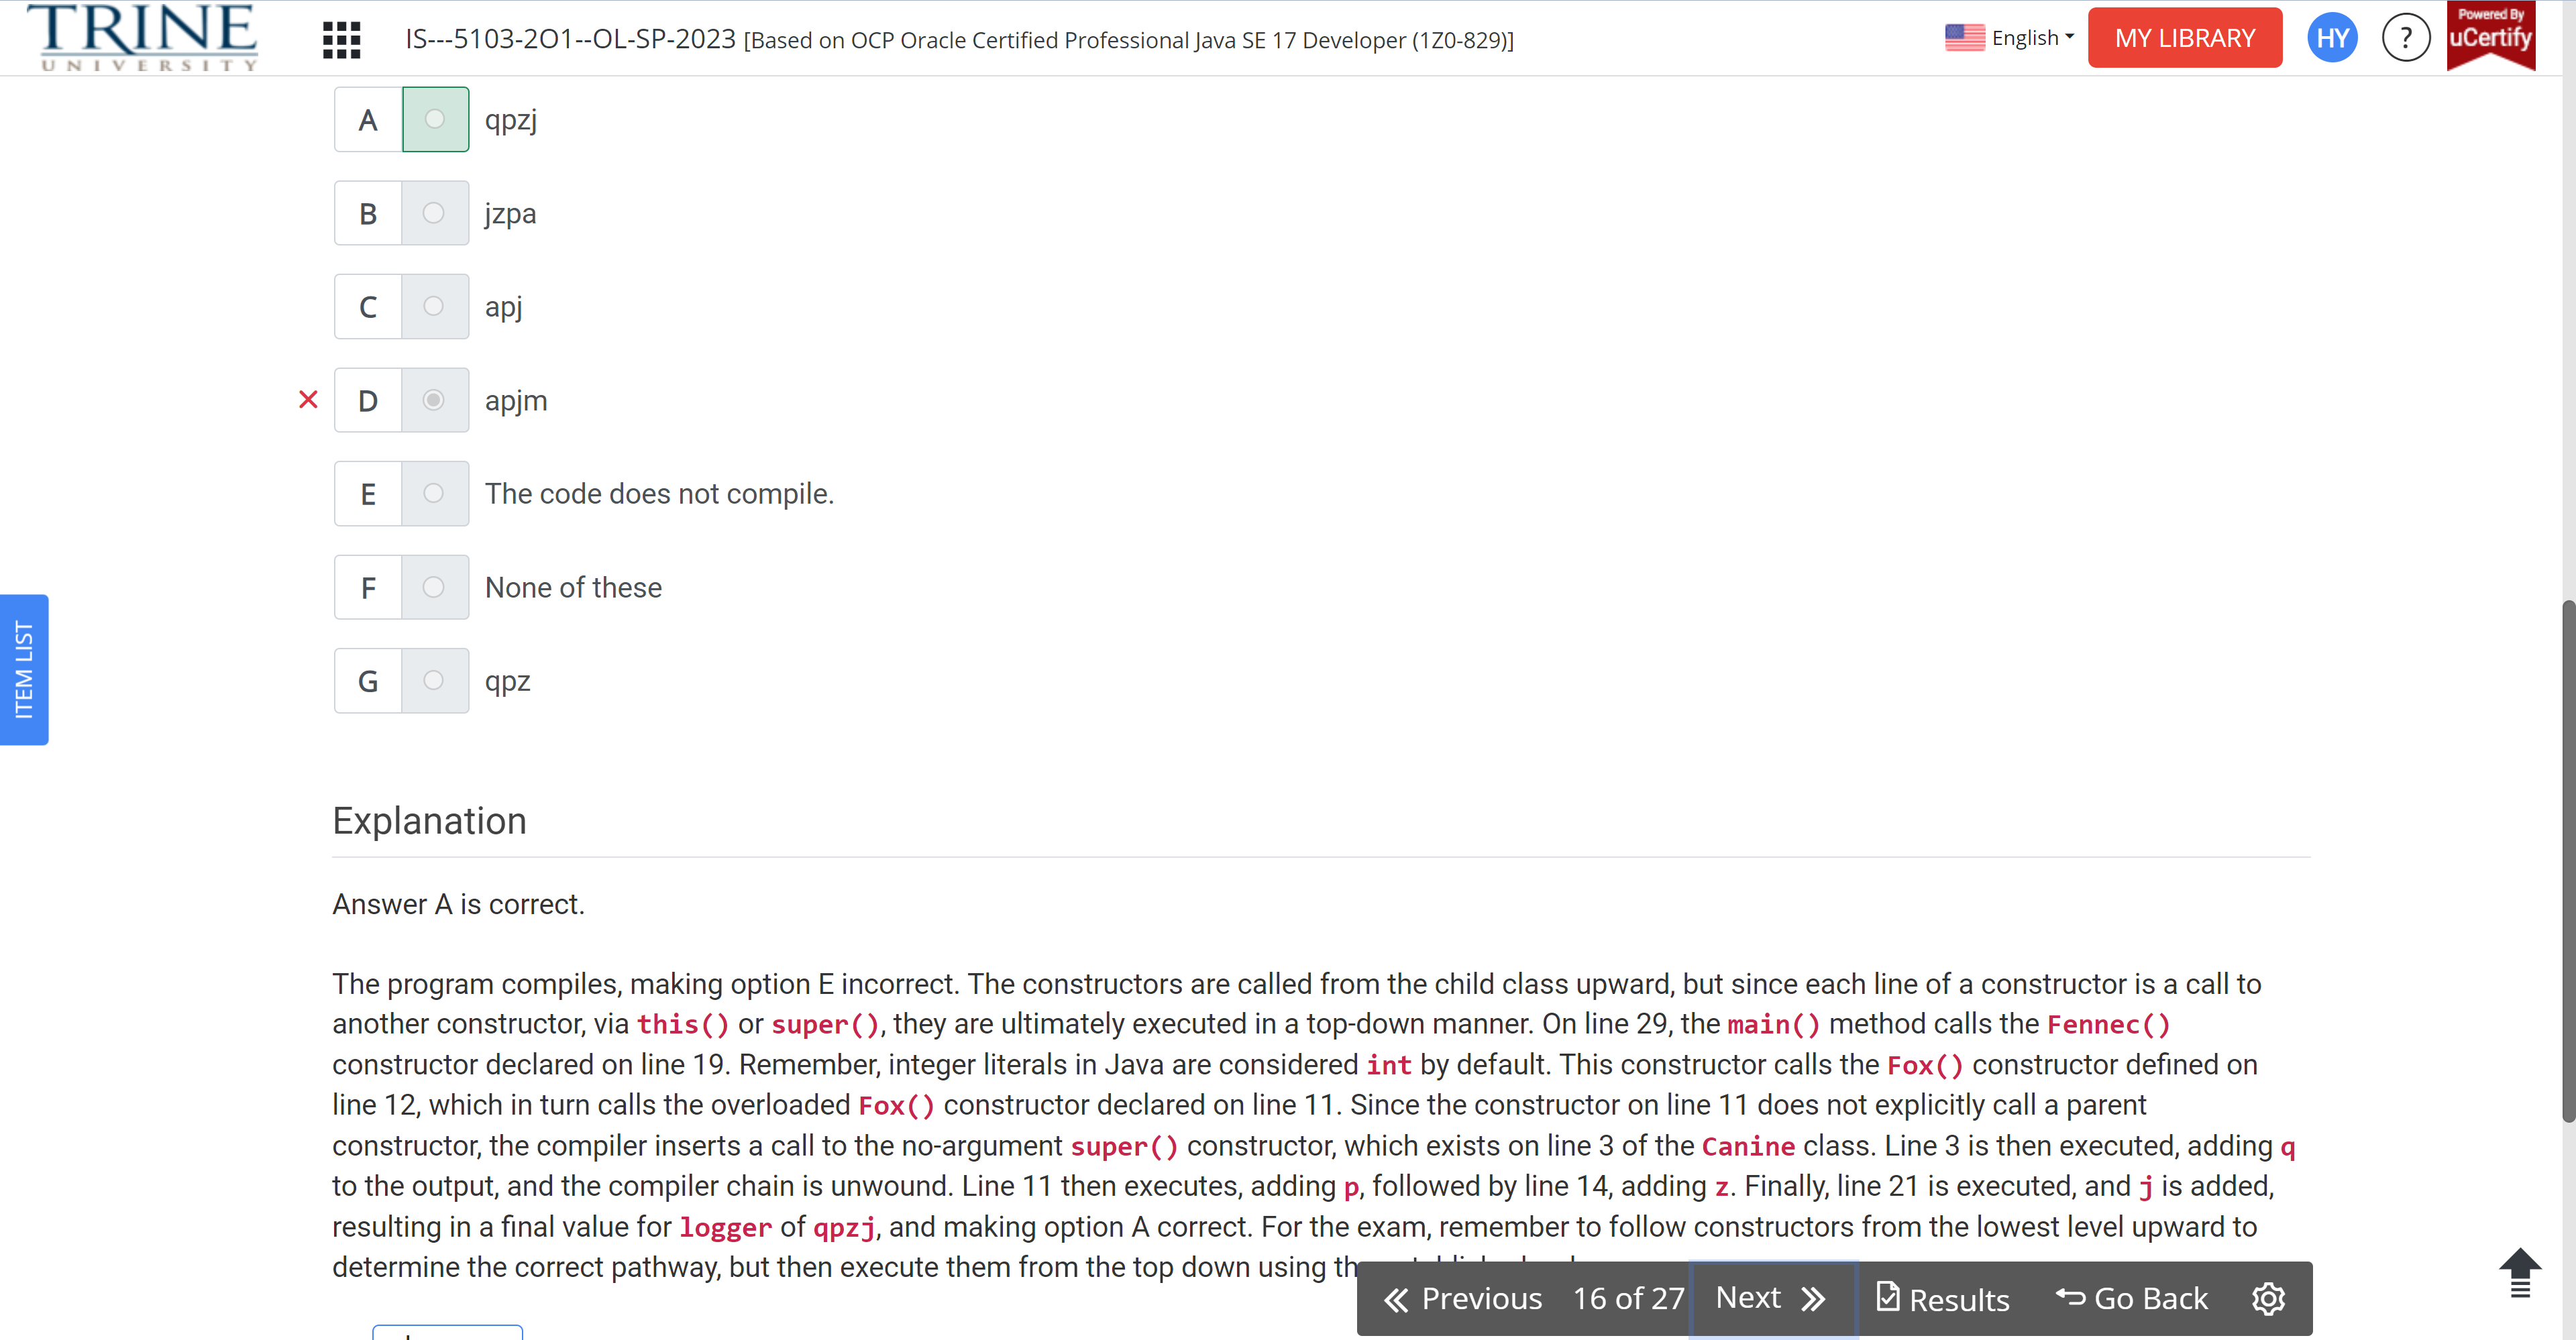 TRINE
UNIVERSITY
IS---5103-2O1--OL-SP-2023 [Based on OCP Oracle Certified Professional Java SE 17 Developer (1Z0-829)]
English
MY LIBRARY
HY
?
Powered By
uCertify
A qpzj
B jzpa
C apj
D apjm
E The code does not compile.
F None of these
G qpz
ITEM LIST
Explanation
Answer A is correct.
The program compiles, making option E incorrect. The constructors are called from the child class upward, but since each line of a constructor is a call to
another constructor, via this() or super(), they are ultimately executed in a top-down manner. On line 29, the main() method calls the Fennec()
constructor declared on line 19. Remember, integer literals in Java are considered int by default. This constructor calls the Fox() constructor defined on
line 12, which in turn calls the overloaded Fox() constructor declared on line 11. Since the constructor on line 11 does not explicitly call a parent
constructor, the compiler inserts a call to the no-argument super() constructor, which exists on line 3 of the Canine class. Line 3 is then executed, adding q
to the output, and the compiler chain is unwound. Line 11 then executes, adding p, followed by line 14, adding z. Finally, line 21 is executed, and j is added,
resulting in a final value for logger of qpzj, and making option A correct. For the exam, remember to follow constructors from the lowest level upward to
determine the correct pathway, but then execute them from the top down using
Previous 16 of 27 Next Results Go Back